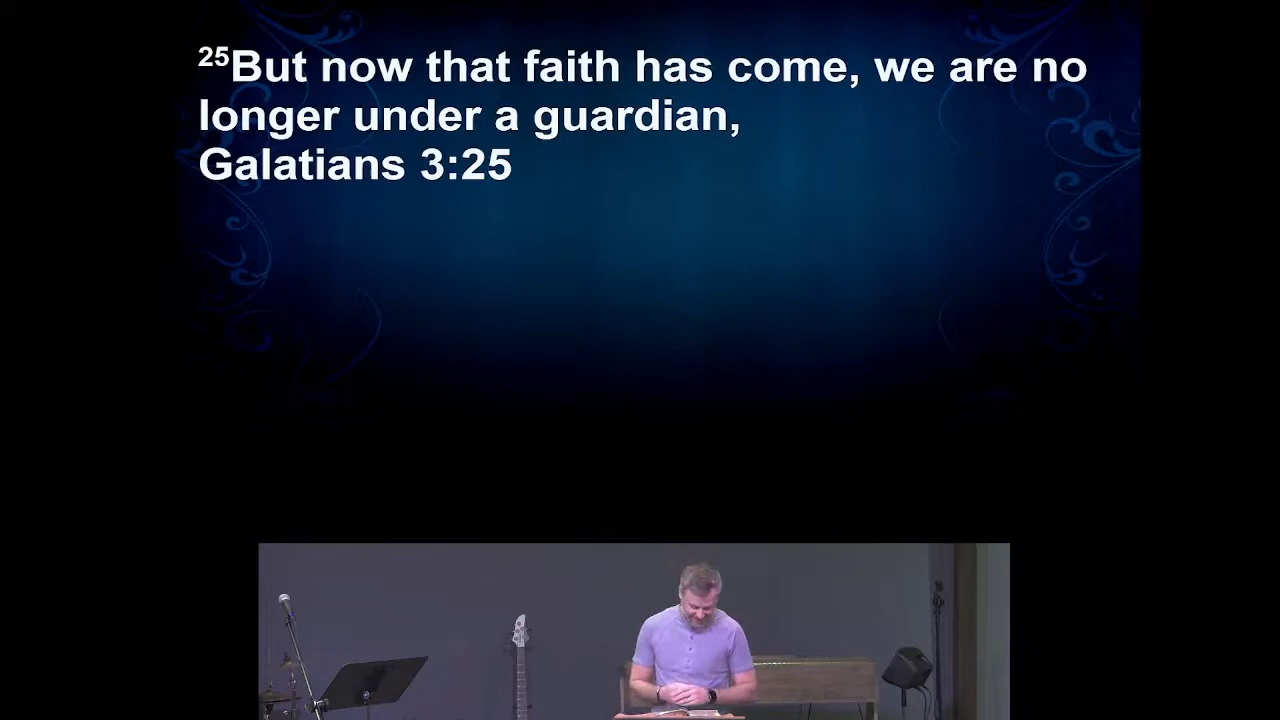 25But now that faith has come, we are no
longer under a guardian,
Galatians 3:25